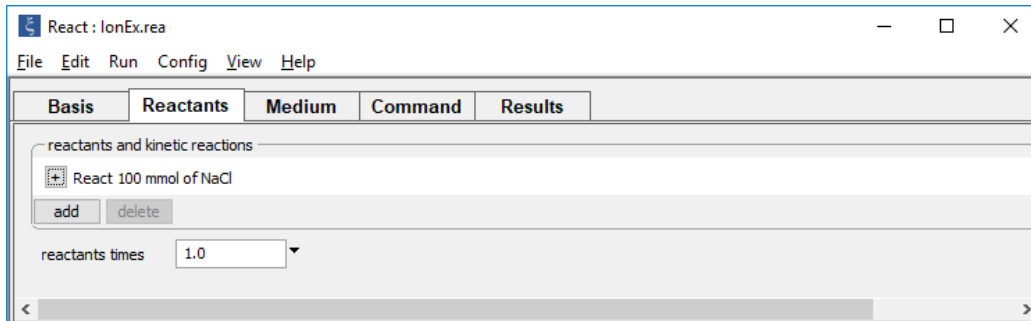 React : IonEx.rea
File Edit Run Config View Help
Basis Reactants Medium Command Results
reactants and kinetic reactions
+ React 100 mmol of NaCl
add delete
reactants times 1.0